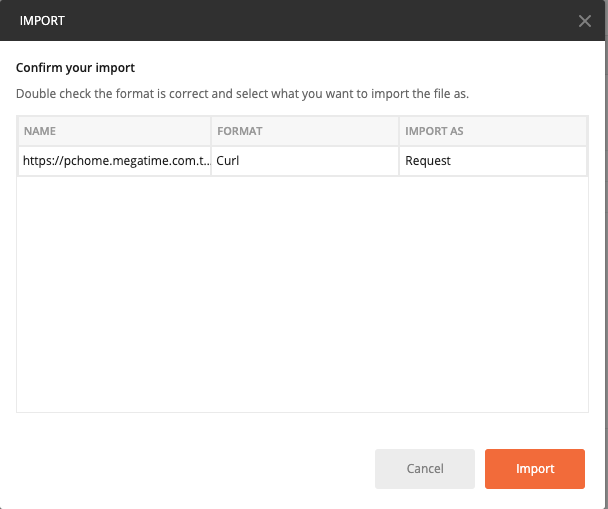 IMPORT
Confirm your import
Double check the format is correct and select what you want to import the file as.
NAME FORMAT IMPORT AS
https://pchome.megatime.com.t... Curl Request
Cancel Import